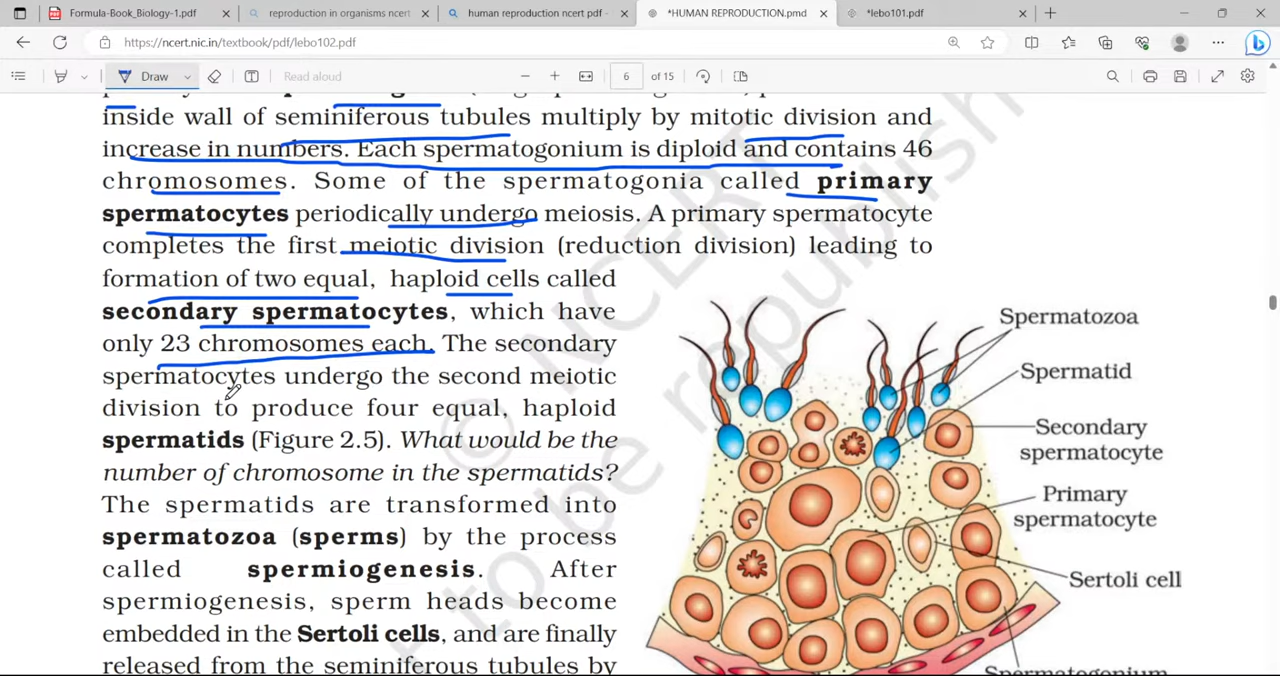 Formula-Book_Biology-1.pdf
reproduction in organisms ncert
human reproduction ncert pdf -
*HUMAN REPRODUCTION.pmd
*lebo101.pdf
https://ncert.nic.in/textbook/pdf/lebo102.pdf
Draw
Read aloud
6 of 15
inside wall of seminiferous tubules multiply by mitotic division and
increase in numbers. Each spermatogonium is diploid and contains 46
chromosomes. Some of the spermatogonia called primary
spermatocytes periodically undergo meiosis. A primary spermatocyte
completes the first meiotic division (reduction division) leading to
formation of two equal, haploid cells called
secondary spermatocytes, which have
only 23 chromosomes each. The secondary
spermatocytes undergo the second meiotic
division to produce four equal, haploid
spermatids (Figure 2.5). What would be the
number of chromosome in the spermatids?
The spermatids are transformed into
spermatozoa (sperms) by the process
called spermiogenesis. After
spermiogenesis, sperm heads become
embedded in the Sertoli cells, and are finally
released from the seminiferous tubules by
Spermatozoa
Spermatid
Secondary
spermatocyte
Primary
spermatocyte
Sertoli cell
Spermatogonium
© NCERT
to be republish